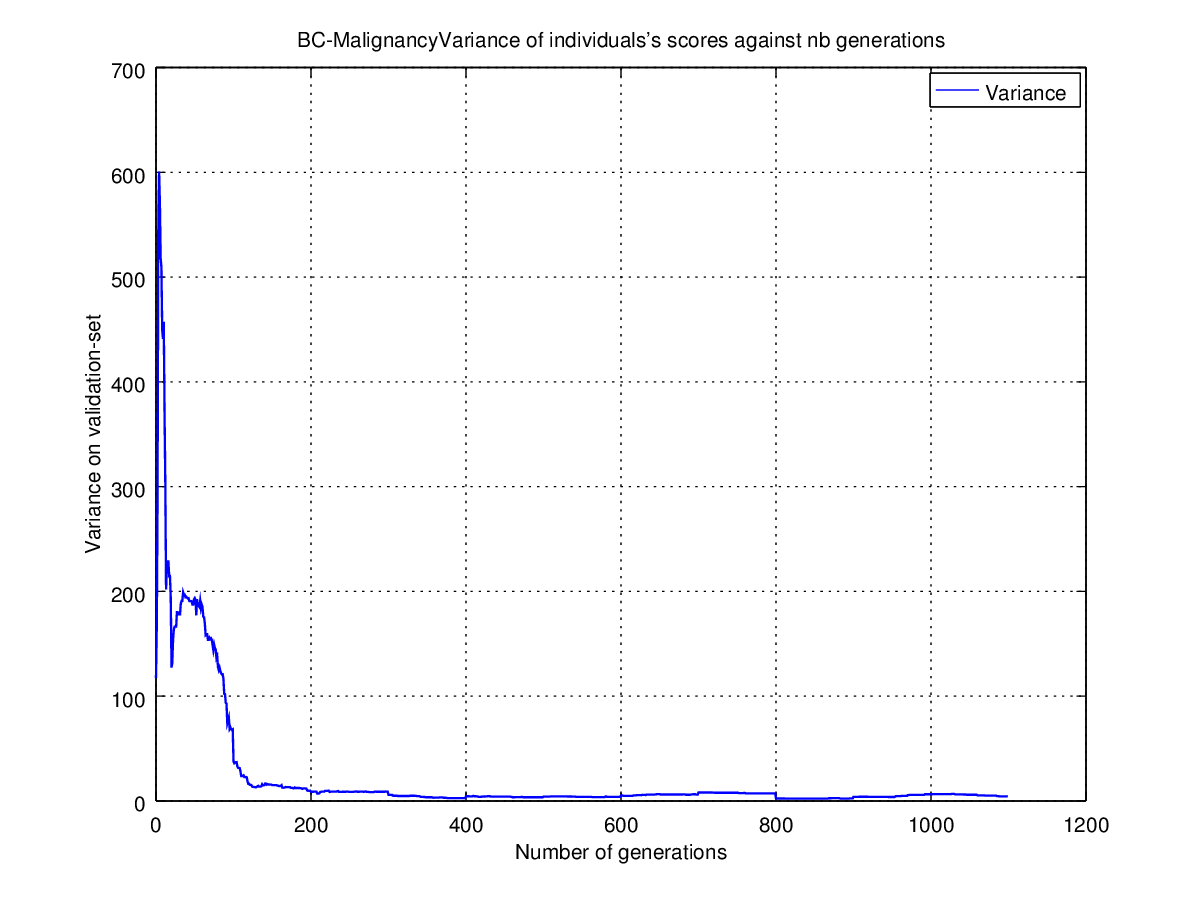 BC-MalignancyVariance of individuals's scores against nb generations
700
600
500
400
300
200
100
0
Variance
Variance on validation-set
0 200 400 600 800 1000 1200
Number of generations